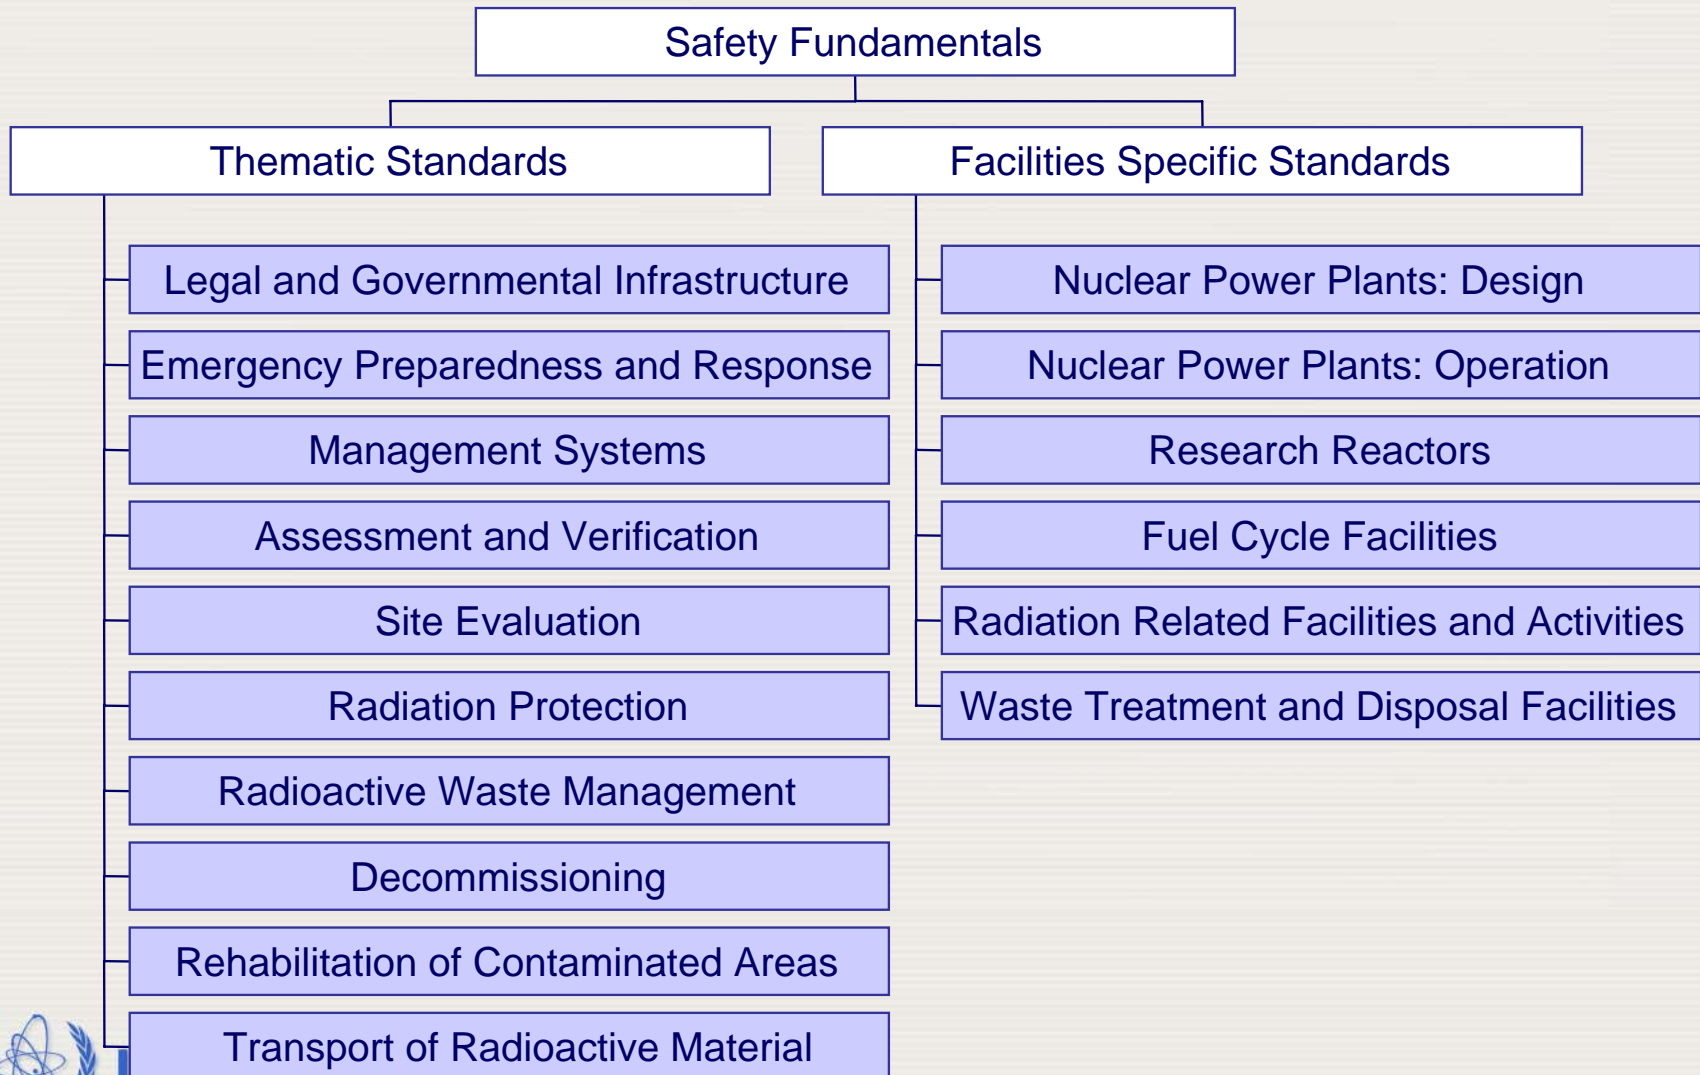 Safety Fundamentals
Thematic Standards
Facilities Specific Standards
Legal and Governmental Infrastructure
Emergency Preparedness and Response
Management Systems
Assessment and Verification
Site Evaluation
Radiation Protection
Radioactive Waste Management
Decommissioning
Rehabilitation of Contaminated Areas
Transport of Radioactive Material
Nuclear Power Plants: Design
Nuclear Power Plants: Operation
Research Reactors
Fuel Cycle Facilities
Radiation Related Facilities and Activities
Waste Treatment and Disposal Facilities